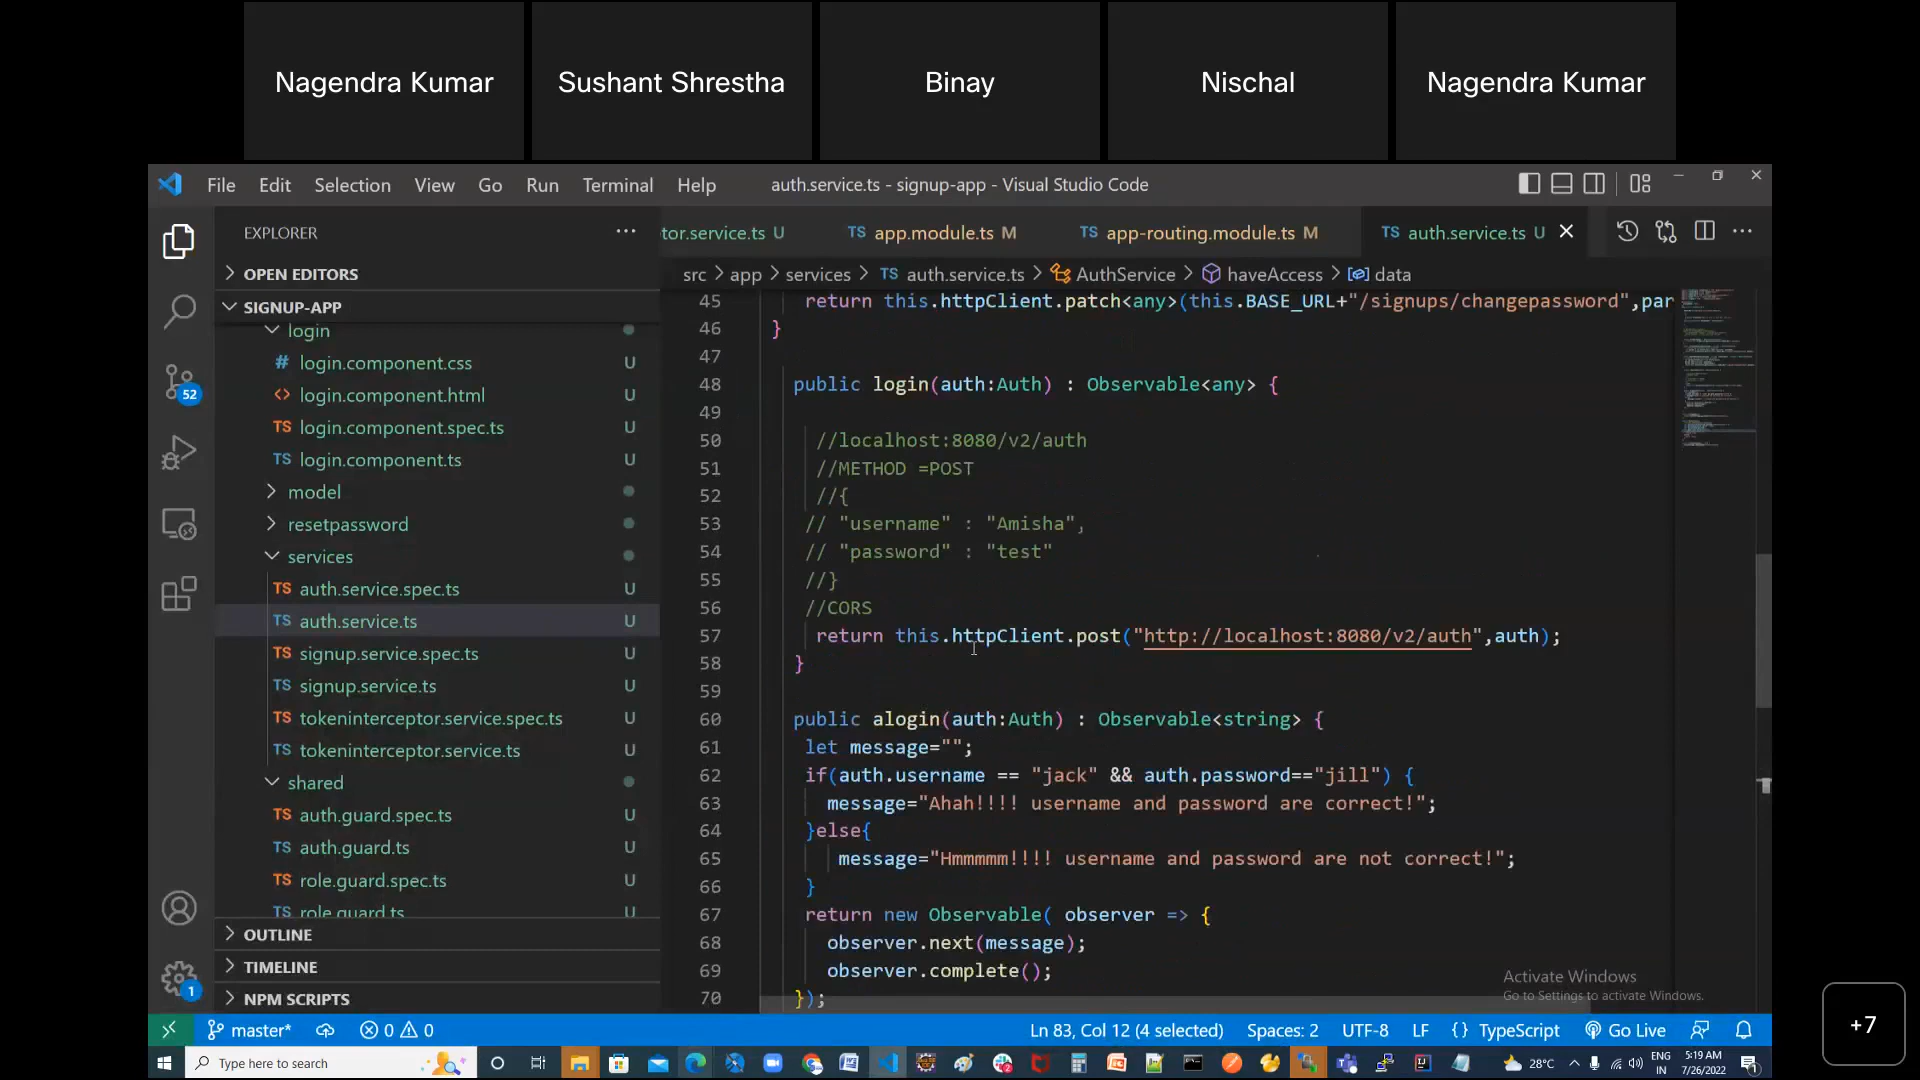 Nagendra Kumar
Sushant Shrestha
Binay
Nischal
Nagendra Kumar
File Edit Selection View Go Run Terminal Help
auth.service.ts - signup-app - Visual Studio Code
EXPLORER
tor.service.ts U
TS app.module.ts M
TS app-routing.module.ts M
TS auth.service.ts U
OPEN EDITORS
src > app > services > TS auth.service.ts > AuthService > haveAccess > data
SIGNUP-APP
login
# login.component.css U
<> login.component.html U
TS login.component.spec.ts U
TS login.component.ts U
model
resetpassword
services
TS auth.service.spec.ts U
TS auth.service.ts U
TS signup.service.spec.ts U
TS signup.service.ts U
TS tokeninterceptor.service.spec.ts U
TS tokeninterceptor.service.ts U
shared
TS auth.guard.spec.ts U
TS auth.guard.ts U
TS role.guard.spec.ts U
TS role.guard.ts U
OUTLINE
TIMELINE
NPM SCRIPTS
52
1
45 return this.httpClient.patch<any>(this.BASE_URL+"/signups/changepassword",par
46 }
47
48 public login(auth:Auth) : Observable<any> {
49
50 //localhost:8080/v2/auth
51 //METHOD =POST
52 //{
53 // "username" : "Amisha",
54 // "password" : "test"
55 //}
56 //CORS
57 return this.httpClient.post("http://localhost:8080/v2/auth",auth);
58 }
59
60 public alogin(auth:Auth) : Observable<string> {
61 let message="";
62 if(auth.username == "jack" && auth.password=="jill") {
63 message="Ahah!!!! username and password are correct!";
64 }else{
65 message="Hmmmmm!!!! username and password are not correct!";
66 }
67 return new Observable( observer => {
68 observer.next(message);
69 observer.complete();
70 });
Activate Windows
Go to Settings to activate Windows.
master* 0 0
Ln 83, Col 12 (4 selected) Spaces: 2 UTF-8 LF {} TypeScript Go Live
Type here to search
28°C
ENG
IN
5:19 AM
7/26/2022
+7